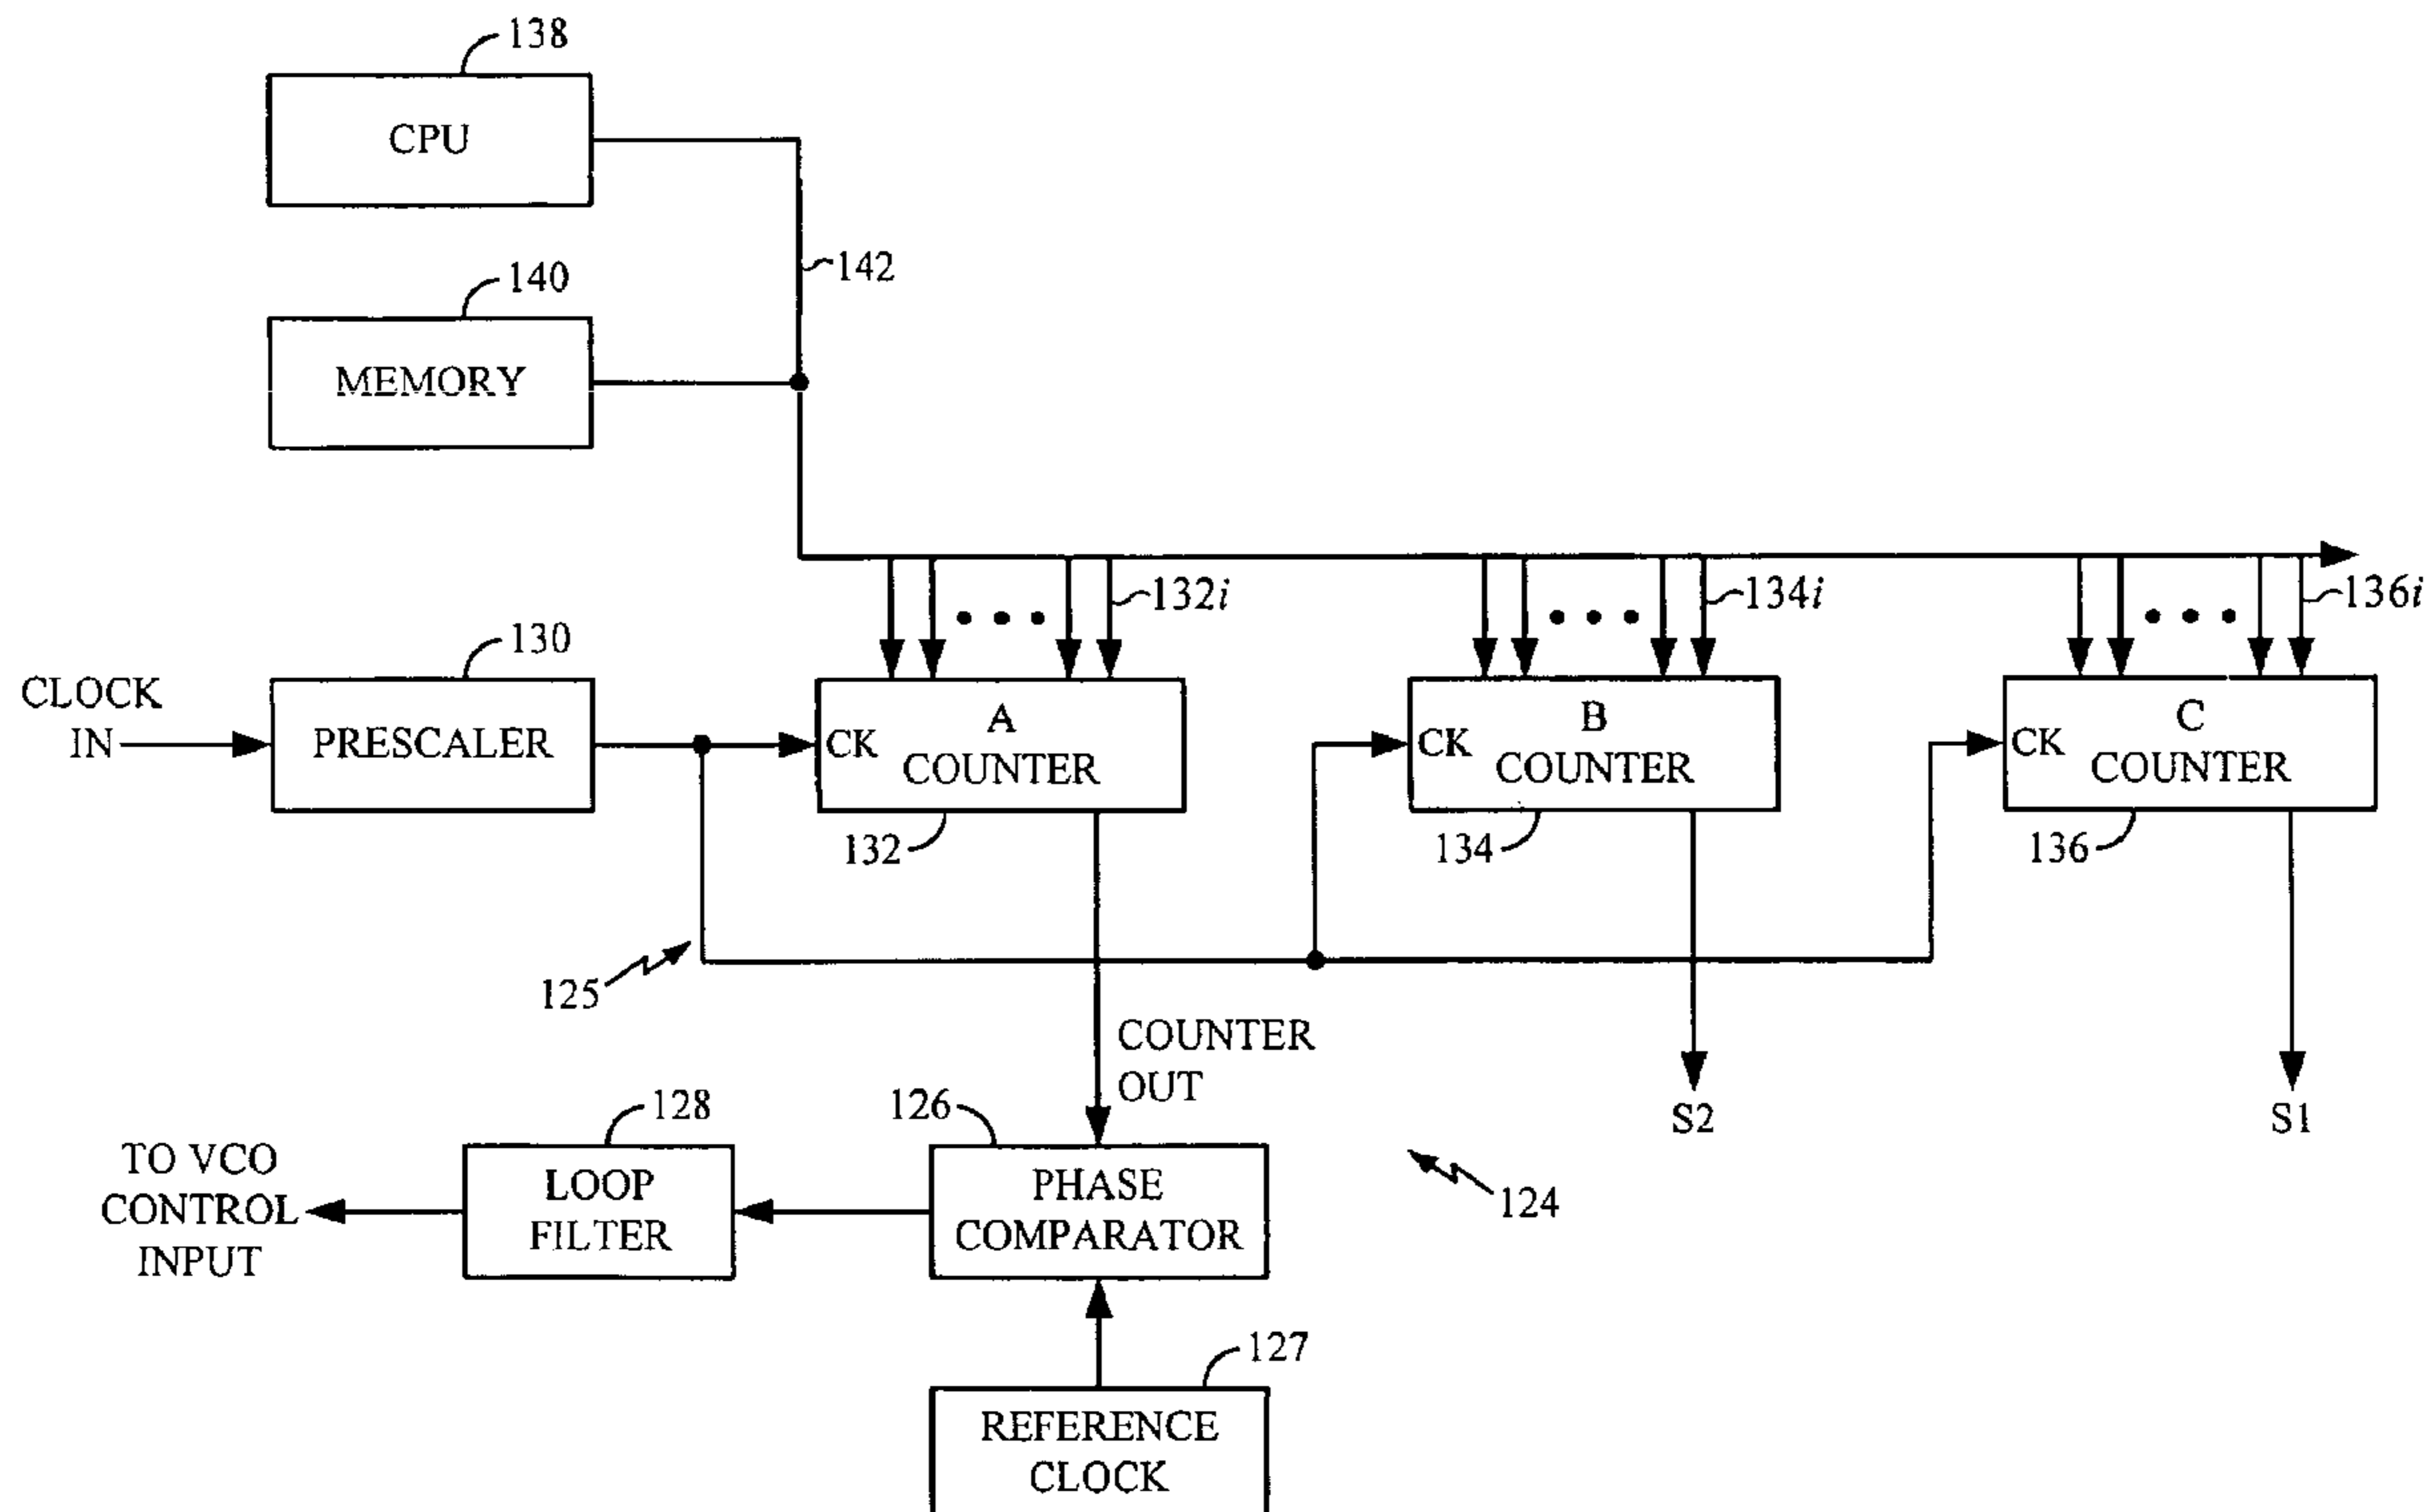 138
CPU
142
140
MEMORY
132i
134i
136i
130
CLOCK
IN
PRESCALER
CK
A
COUNTER
CK
B
COUNTER
CK
C
COUNTER
132
134
136
125
COUNTER
OUT
S2
S1
128
126
TO VCO
CONTROL
INPUT
LOOP
FILTER
PHASE
COMPARATOR
124
127
REFERENCE
CLOCK